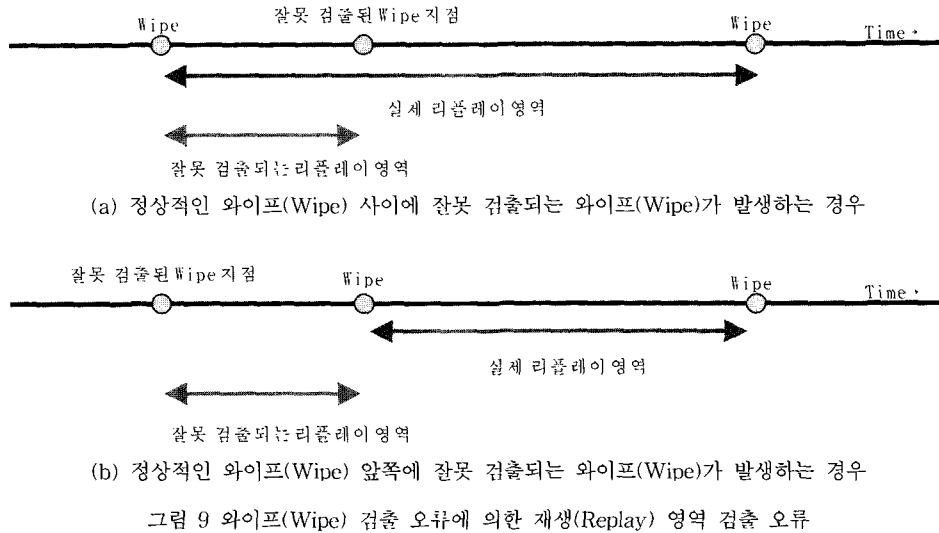 Wipe
잘못 검출된 Wipe 지점
Wipe
Time
실제 리플레이영역
잘못 검출되는 리플레이영역
(a) 정상적인 와이프(Wipe) 사이에 잘못 검출되는 와이프(Wipe)가 발생하는 경우
잘못 검출된 Wipe 지점
Wipe
Wipe
Time
실제 리플레이영역
잘못 검출되는 리플레이영역
(b) 정상적인 와이프(Wipe) 앞쪽에 잘못 검출되는 와이프(Wipe)가 발생하는 경우
그림 9 와이프(Wipe) 검출 오류에 의한 재생(Replay) 영역 검출 오류